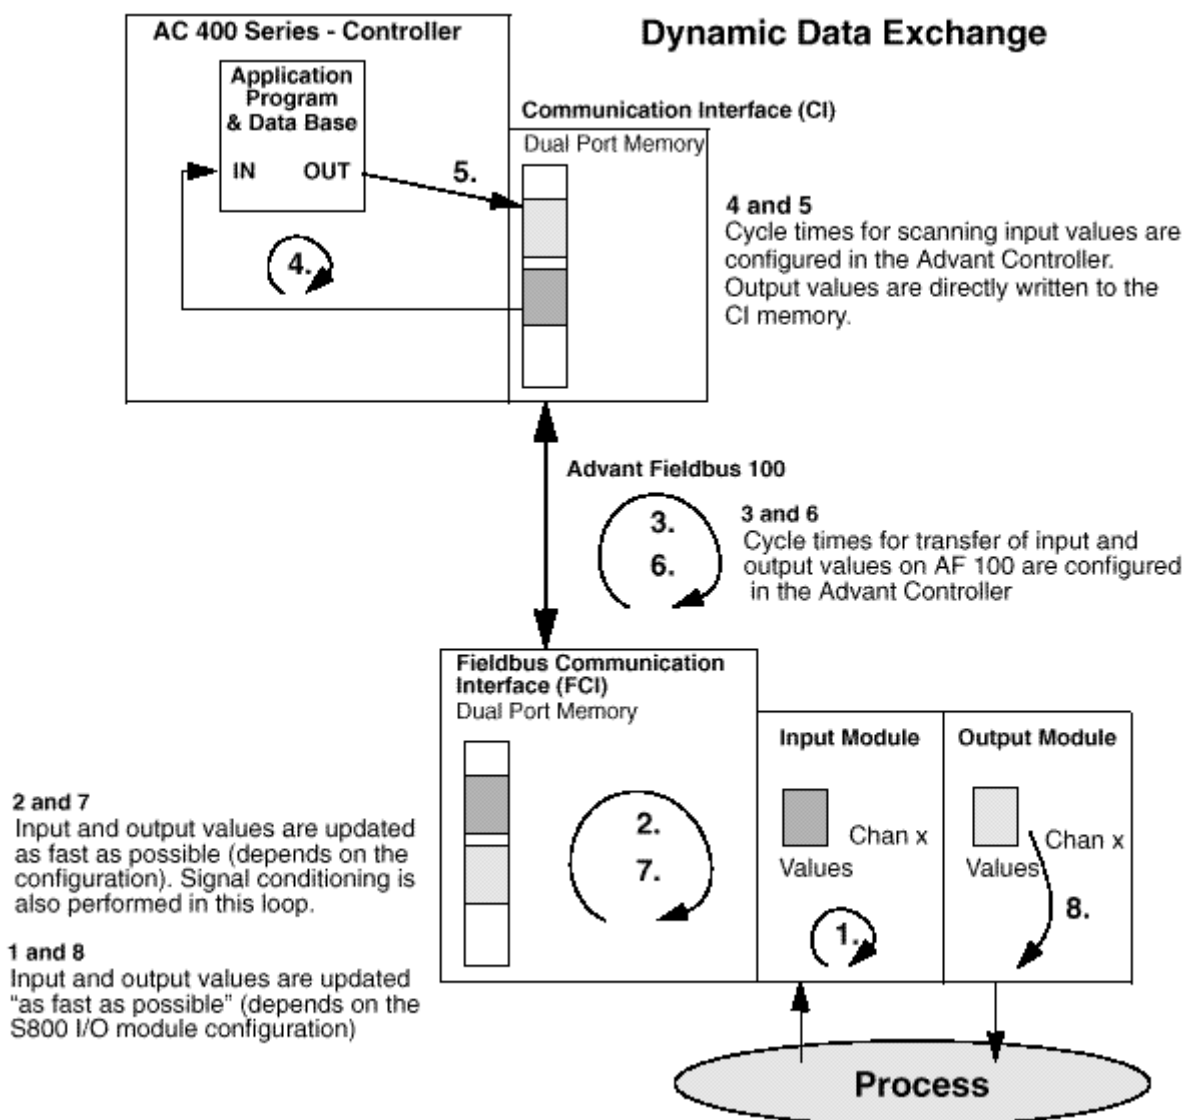 AC 400 Series - Controller
Dynamic Data Exchange
Application
Program
& Data Base
IN OUT
5.
4.
Communication Interface (CI)
Dual Port Memory
4 and 5
Cycle times for scanning input values are
configured in the Advant Controller.
Output values are directly written to the
CI memory.
Advant Fieldbus 100
3.
6.
3 and 6
Cycle times for transfer of input and
output values on AF 100 are configured
in the Advant Controller
Fieldbus Communication
Interface (FCI)
Dual Port Memory
2.
7.
Input Module
Chan x
Values
1.
Output Module
Chan x
Values
8.
2 and 7
Input and output values are updated
as fast as possible (depends on the
configuration). Signal conditioning is
also performed in this loop.
1 and 8
Input and output values are updated
“as fast as possible” (depends on the
S800 I/O module configuration)
Process